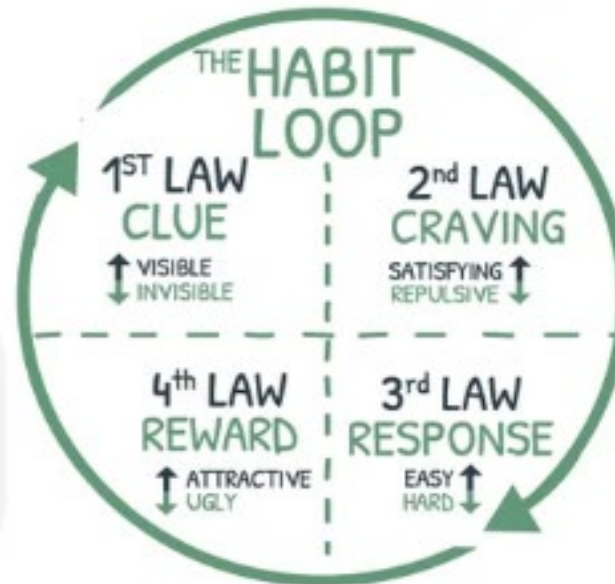 THE HABIT
LOOP
1ST LAW
CLUE
↑ VISIBLE
↓ INVISIBLE
2nd LAW
CRAVING
SATISFYING ↑
REPULSIVE ↓
4th LAW
REWARD
↑ ATTRACTIVE
↓ UGLY
3rd LAW
RESPONSE
EASY ↑
HARD ↓